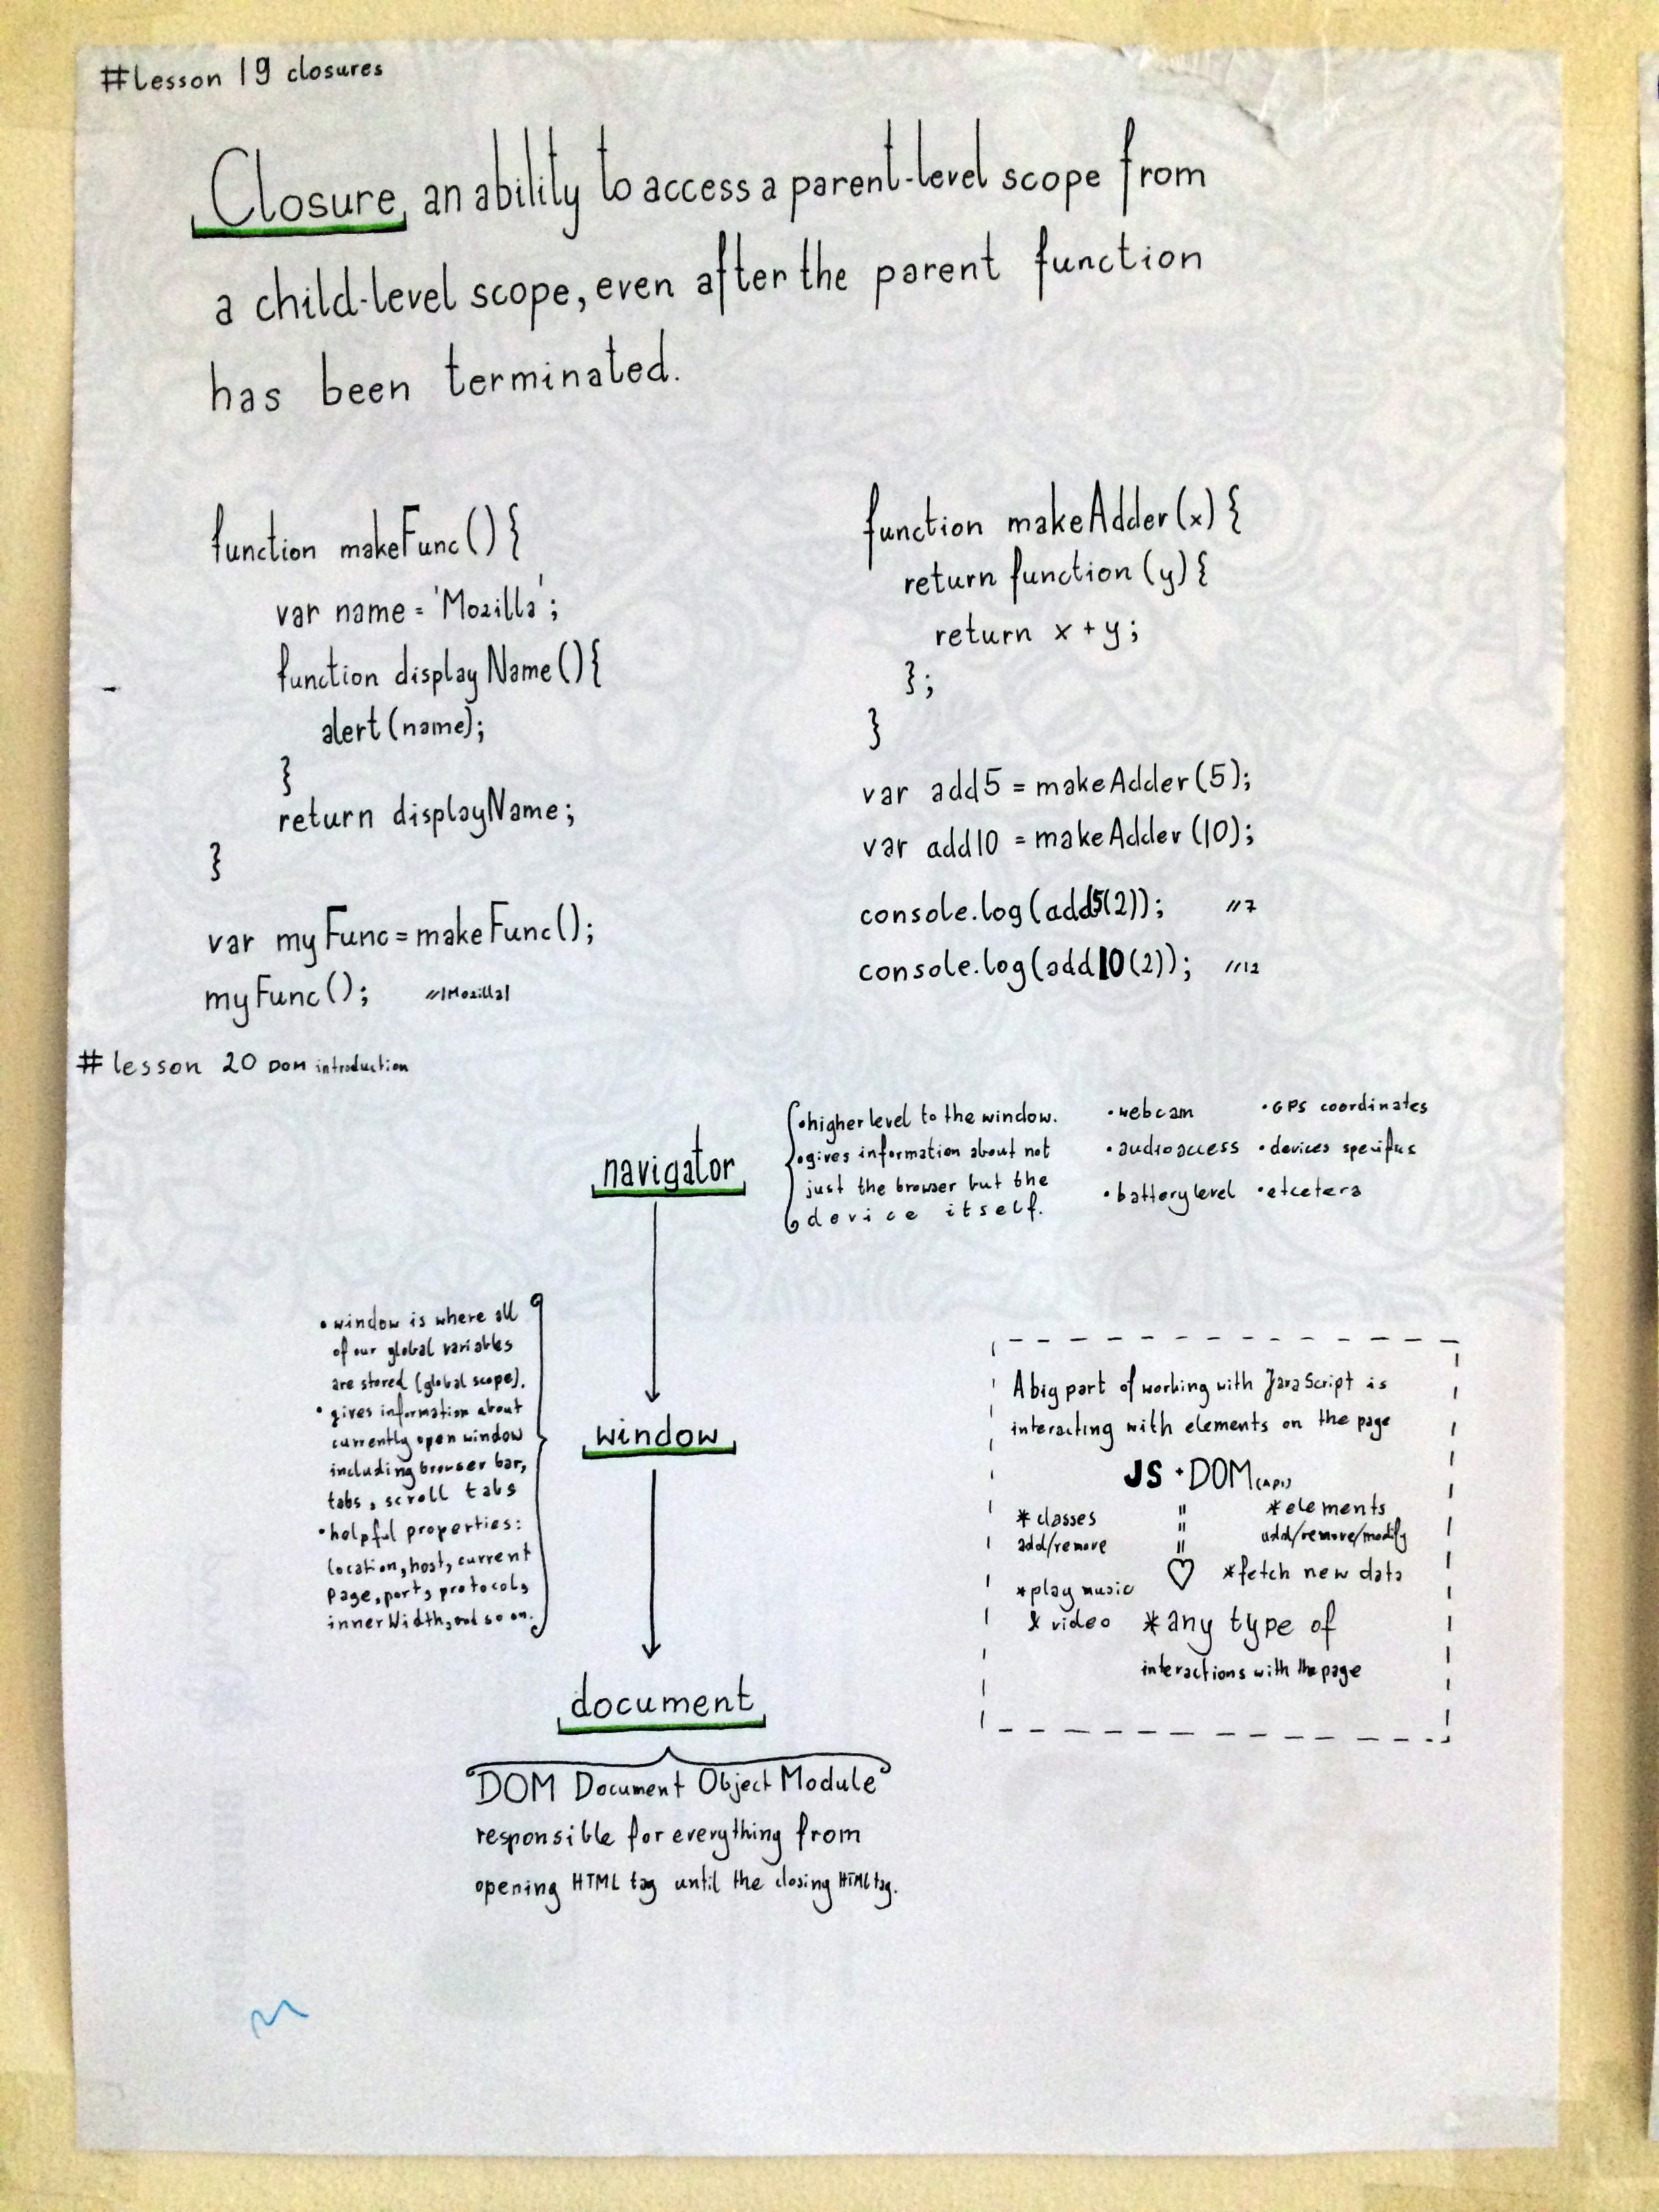 #lesson 19 closures
Closure, an ability to access a parent-level scope from
a child-level scope, even after the parent function
has been terminated.
function makeFunc() {
var name = 'Mozilla';
function displayName(){
alert(name);
}
return displayName;
}
var myFunc = makeFunc();
myFunc(); //|Mozilla|
function makeAdder(x) {
return function (y) {
return x + y;
};
}
var add5 = makeAdder(5);
var add10 = makeAdder(10);
console.log(add5(2)); //7
console.log(add10(2)); //12
# lesson 20 DOM introduction
navigator
•higher level to the window.
•gives information about not
just the browser but the
device itself.
•webcam •GPS coordinates
•audio access •devices specifics
•battery level •etcetera
•window is where all
of our global variables
are stored (global scope).
•gives information about
currently open window
including browser bar,
tabs, scroll tabs
•helpful properties:
location, host, current
page, port, protocol,
innerWidth, and so on.
window
document
DOM Document Object Module
responsible for everything from
opening HTML tag until the closing HTML tag.
A big part of working with JavaScript is
interacting with elements on the page
JS + DOM (API)
* classes
add/remove
*play music
& video
*elements
add/remove/modify
*fetch new data
*any type of
interactions with the page